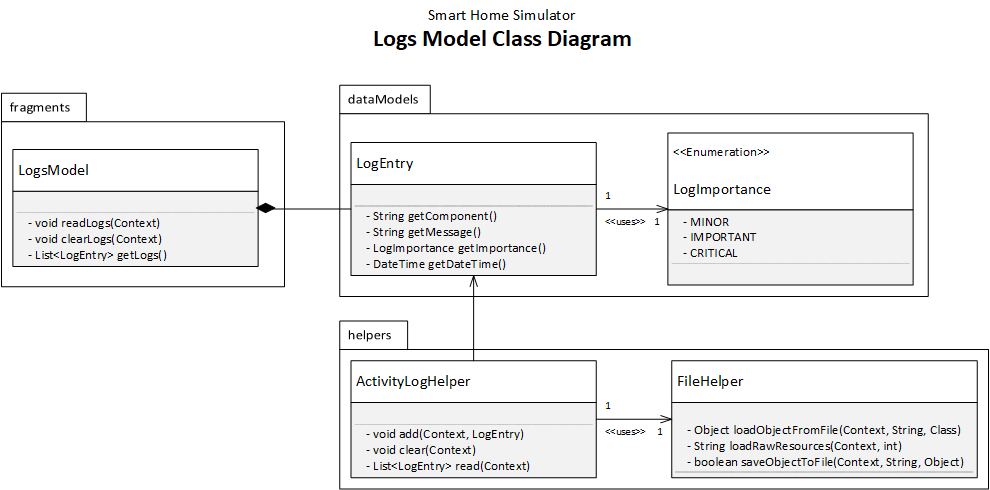 Smart Home Simulator
Logs Model Class Diagram
fragments
LogsModel
- void readLogs(Context)
- void clearLogs(Context)
- List<LogEntry> getLogs()
dataModels
LogEntry
- String getComponent()
- String getMessage()
- LogImportance getImportance()
- DateTime getDateTime()
1
<<uses>> 1
<<Enumeration>>
LogImportance
- MINOR
- IMPORTANT
- CRITICAL
helpers
ActivityLogHelper
- void add(Context, LogEntry)
- void clear(Context)
- List<LogEntry> read(Context)
1
<<uses>> 1
FileHelper
- Object loadObjectFromFile(Context, String, Class)
- String loadRawResources(Context, int)
- boolean saveObjectToFile(Context, String, Object)